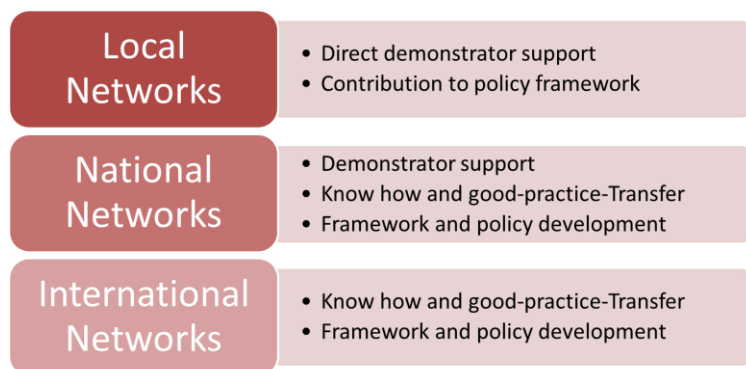 Local
Networks
• Direct demonstrator support
• Contribution to policy framework
National
Networks
• Demonstrator support
• Know how and good-practice-Transfer
• Framework and policy development
International
Networks
• Know how and good-practice-Transfer
• Framework and policy development